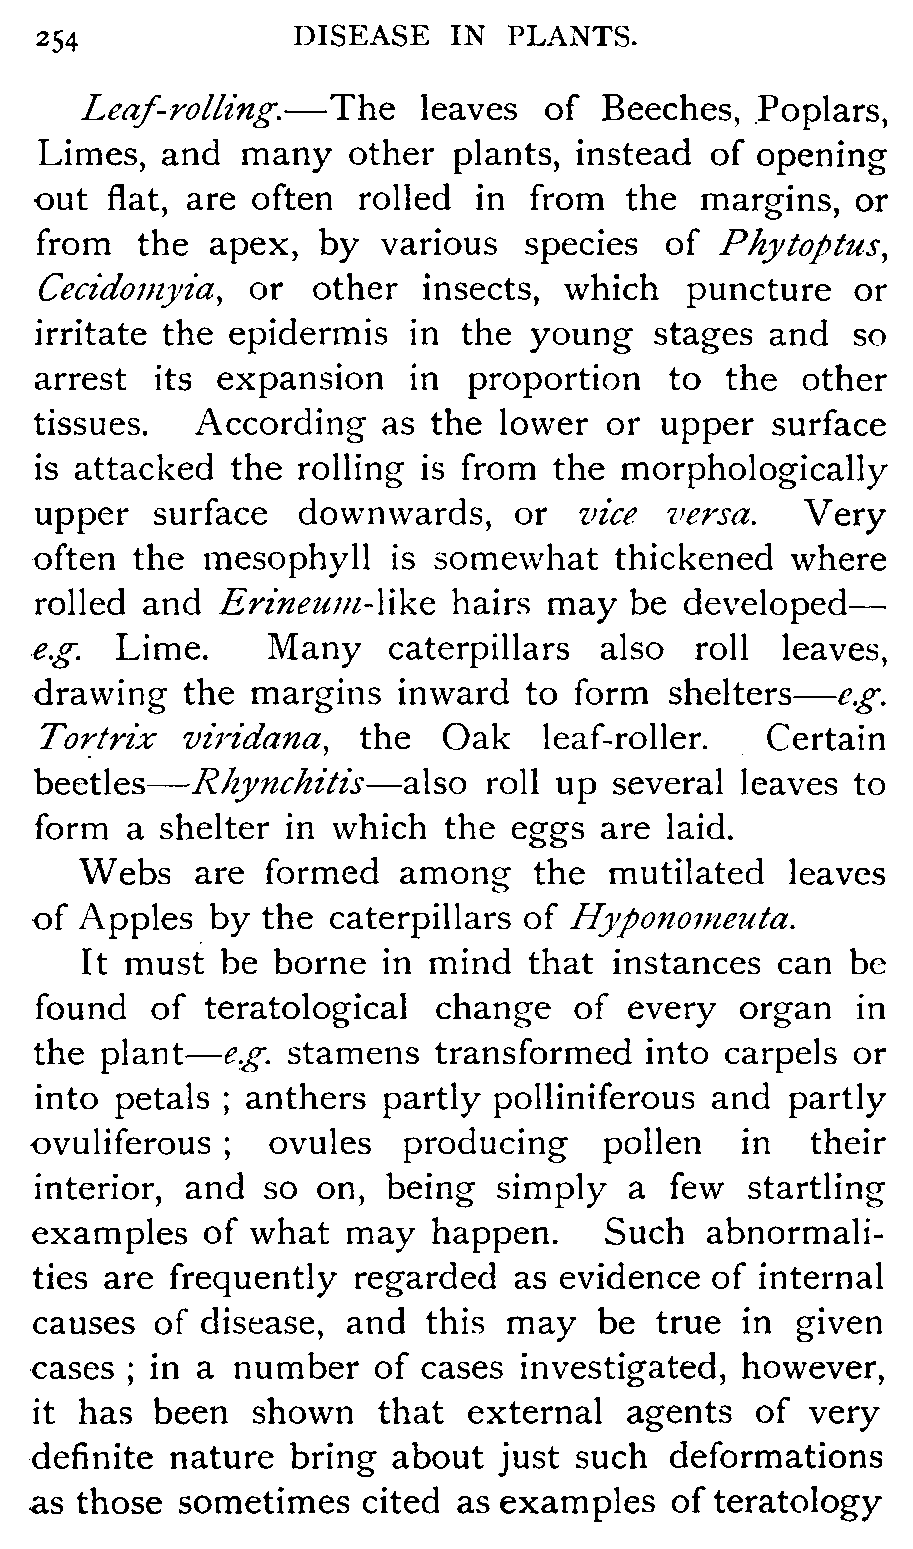 254 DISEASE IN PLANTS.
Leaf-rolling.—The leaves of Beeches, Poplars,
Limes, and many other plants, instead of opening
out flat, are often rolled in from the margins, or
from the apex, by various species of Phytoptus,
Cecidomyia, or other insects, which puncture or
irritate the epidermis in the young stages and so
arrest its expansion in proportion to the other
tissues. According as the lower or upper surface
is attacked the rolling is from the morphologically
upper surface downwards, or vice versa. Very
often the mesophyll is somewhat thickened where
rolled and Erineum-like hairs may be developed—
e.g. Lime. Many caterpillars also roll leaves,
drawing the margins inward to form shelters—e.g.
Tortrix viridana, the Oak leaf-roller. Certain
beetles—Rhynchitis—also roll up several leaves to
form a shelter in which the eggs are laid.
Webs are formed among the mutilated leaves
of Apples by the caterpillars of Hyponomeuta.
It must be borne in mind that instances can be
found of teratological change of every organ in
the plant—e.g. stamens transformed into carpels or
into petals ; anthers partly polliniferous and partly
ovuliferous ; ovules producing pollen in their
interior, and so on, being simply a few startling
examples of what may happen. Such abnormali-
ties are frequently regarded as evidence of internal
causes of disease, and this may be true in given
cases ; in a number of cases investigated, however,
it has been shown that external agents of very
definite nature bring about just such deformations
as those sometimes cited as examples of teratology